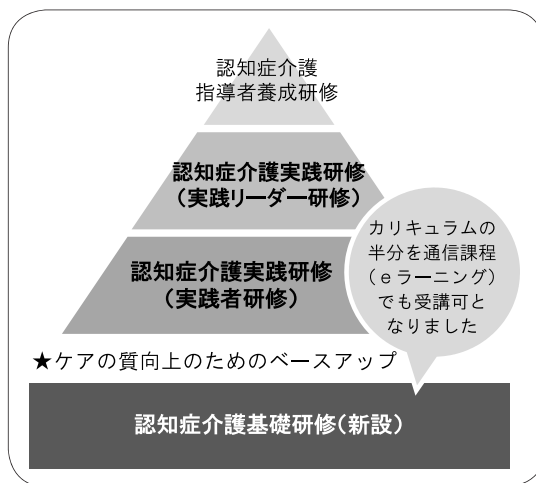 認知症介護
指導者養成研修
認知症介護実践研修
（実践リーダー研修）
認知症介護実践研修
（実践者研修）
カリキュラムの
半分を通信課程
（ｅラーニング）
でも受講可と
なりました
★ケアの質向上のためのベースアップ
認知症介護基礎研修（新設）